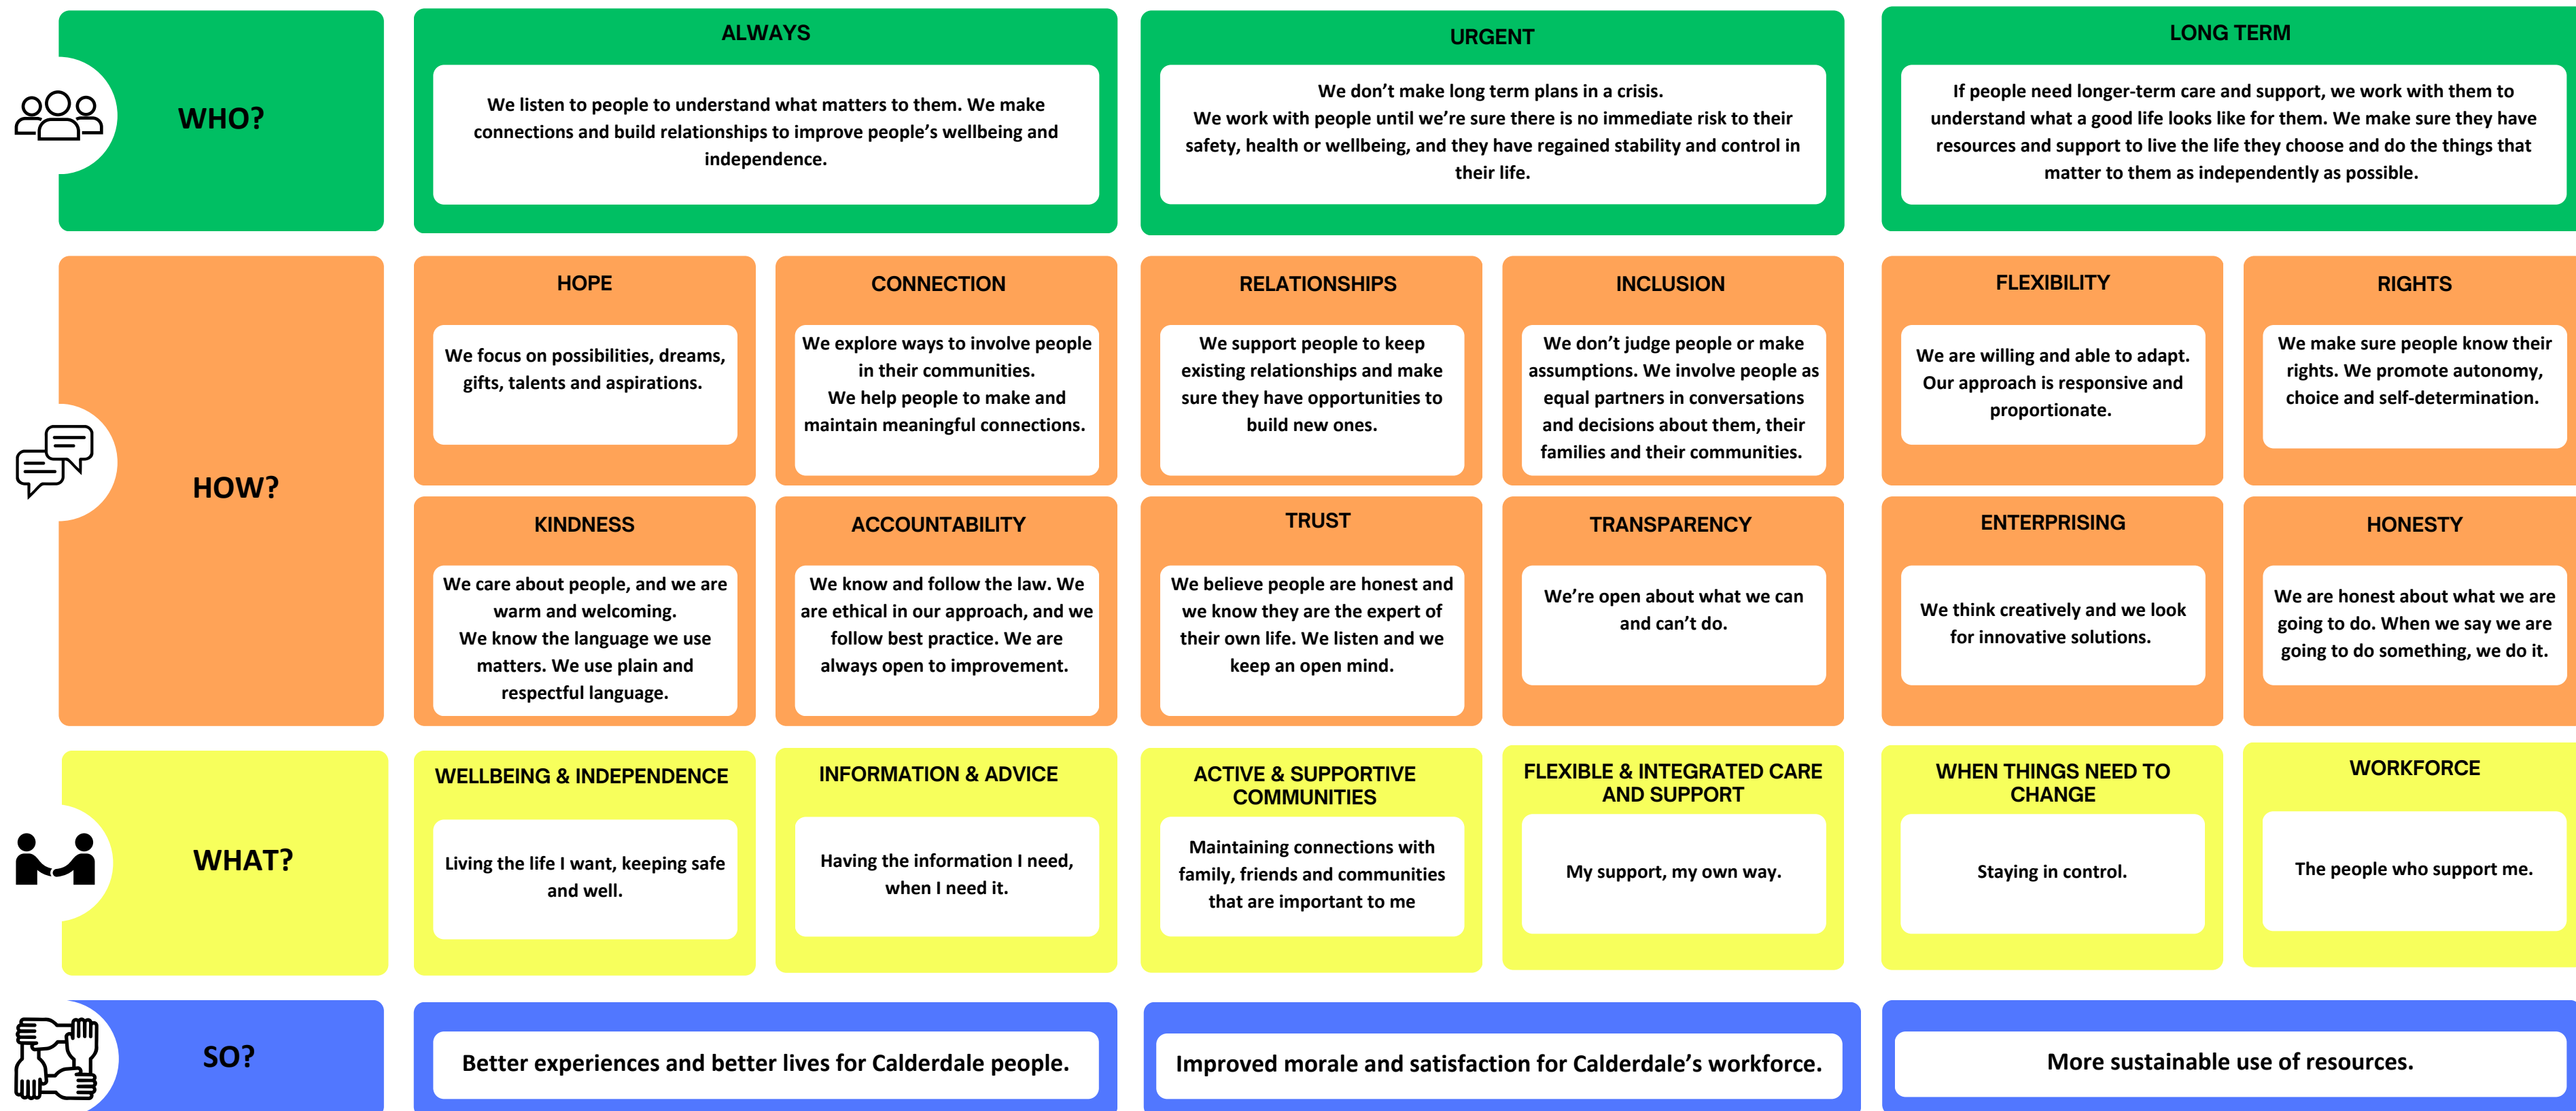 WHO?
ALWAYS
We listen to people to understand what matters to them. We make
connections and build relationships to improve people’s wellbeing and
independence.
URGENT
We don’t make long term plans in a crisis.
We work with people until we’re sure there is no immediate risk to their
safety, health or wellbeing, and they have regained stability and control in
their life.
LONG TERM
If people need longer-term care and support, we work with them to
understand what a good life looks like for them. We make sure they have
resources and support to live the life they choose and do the things that
matter to them as independently as possible.
HOW?
HOPE
We focus on possibilities, dreams,
gifts, talents and aspirations.
CONNECTION
We explore ways to involve people
in their communities.
We help people to make and
maintain meaningful connections.
RELATIONSHIPS
We support people to keep
existing relationships and make
sure they have opportunities to
build new ones.
INCLUSION
We don’t judge people or make
assumptions. We involve people as
equal partners in conversations
and decisions about them, their
families and their communities.
FLEXIBILITY
We are willing and able to adapt.
Our approach is responsive and
proportionate.
RIGHTS
We make sure people know their
rights. We promote autonomy,
choice and self-determination.
KINDNESS
We care about people, and we are
warm and welcoming.
We know the language we use
matters. We use plain and
respectful language.
ACCOUNTABILITY
We know and follow the law. We
are ethical in our approach, and we
follow best practice. We are
always open to improvement.
TRUST
We believe people are honest and
we know they are the expert of
their own life. We listen and we
keep an open mind.
TRANSPARENCY
We’re open about what we can
and can’t do.
ENTERPRISING
We think creatively and we look
for innovative solutions.
HONESTY
We are honest about what we are
going to do. When we say we are
going to do something, we do it.
WHAT?
WELLBEING & INDEPENDENCE
Living the life I want, keeping safe
and well.
INFORMATION & ADVICE
Having the information I need,
when I need it.
ACTIVE & SUPPORTIVE
COMMUNITIES
Maintaining connections with
family, friends and communities
that are important to me
FLEXIBLE & INTEGRATED CARE
AND SUPPORT
My support, my own way.
WHEN THINGS NEED TO
CHANGE
Staying in control.
WORKFORCE
The people who support me.
SO?
Better experiences and better lives for Calderdale people.
Improved morale and satisfaction for Calderdale’s workforce.
More sustainable use of resources.